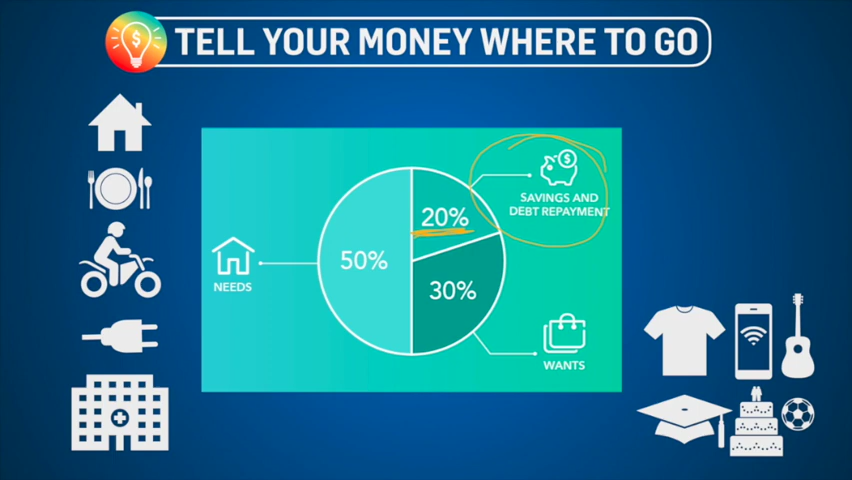 TELL YOUR MONEY WHERE TO GO
SAVINGS AND
DEBT REPAYMENT
20%
50%
NEEDS
30%
WANTS
$
$